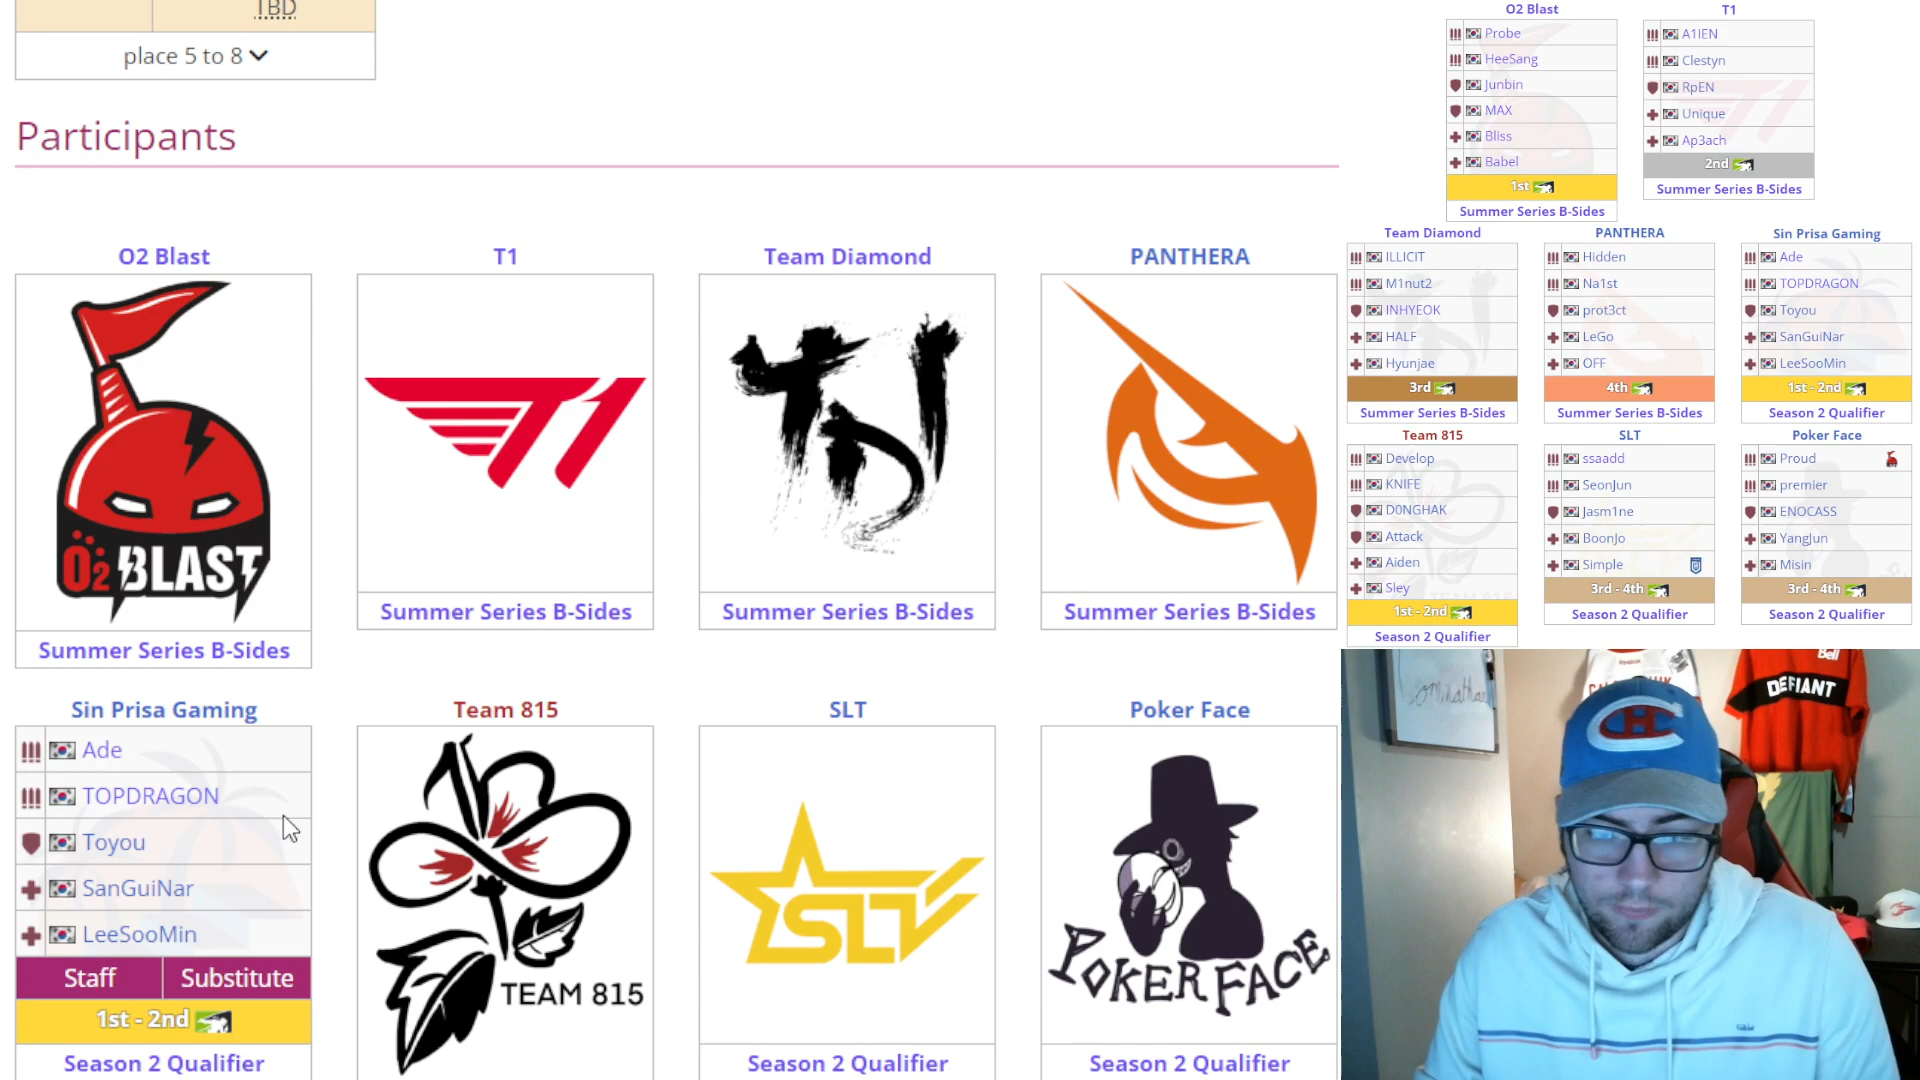 TBD
place 5 to 8
Participants
O2 Blast
T1
Team Diamond
PANTHERA
O2 BLAST
T1
Summer Series B-Sides
Summer Series B-Sides
Summer Series B-Sides
Summer Series B-Sides
Sin Prisa Gaming
Ade
TOPDRAGON
Toyou
SanGuiNar
LeeSooMin
Staff
Substitute
1st - 2nd
Season 2 Qualifier
Team 815
TEAM 815
SLT
SLT
Season 2 Qualifier
Poker Face
POKER FACE
Season 2 Qualifier
O2 Blast
Probe
HeeSang
Junbin
MAX
Bliss
Babel
1st
Summer Series B-Sides
T1
A1IEN
Clestyn
RpEN
Unique
Ap3ach
2nd
Summer Series B-Sides
Team Diamond
ILLICIT
M1nut2
INHYEOK
HALF
Hyunjae
3rd
Summer Series B-Sides
PANTHERA
Hidden
Na1st
prot3ct
LeGo
OFF
4th
Summer Series B-Sides
Sin Prisa Gaming
Ade
TOPDRAGON
Toyou
SanGuiNar
LeeSooMin
1st - 2nd
Season 2 Qualifier
Team 815
Develop
KNIFE
D0NGHAK
Attack
Aiden
Sley
1st - 2nd
Season 2 Qualifier
SLT
ssaadd
SeonJun
Jasm1ne
BoonJo
Simple
3rd - 4th
Season 2 Qualifier
Poker Face
Proud
premier
ENOCASS
YangJun
Misin
3rd - 4th
Season 2 Qualifier
Bell
DEFIANT